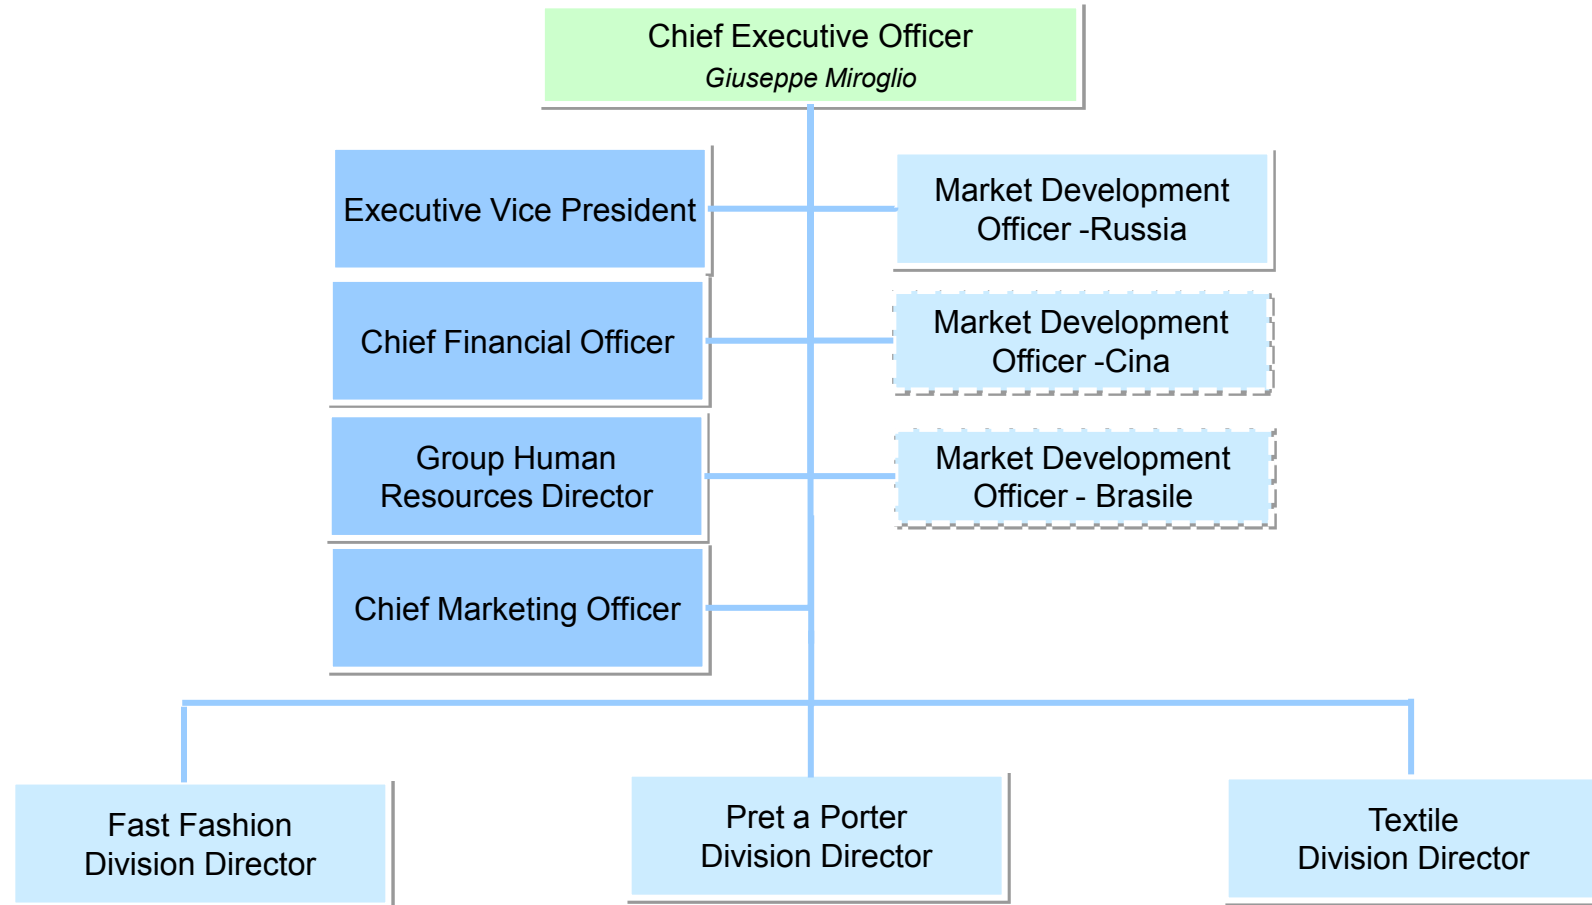 Chief Executive Officer
Giuseppe Miroglio
Executive Vice President
Market Development
Officer -Russia
Chief Financial Officer
Market Development
Officer -Cina
Group Human
Resources Director
Market Development
Officer - Brasile
Chief Marketing Officer
Fast Fashion
Division Director
Pret a Porter
Division Director
Textile
Division Director